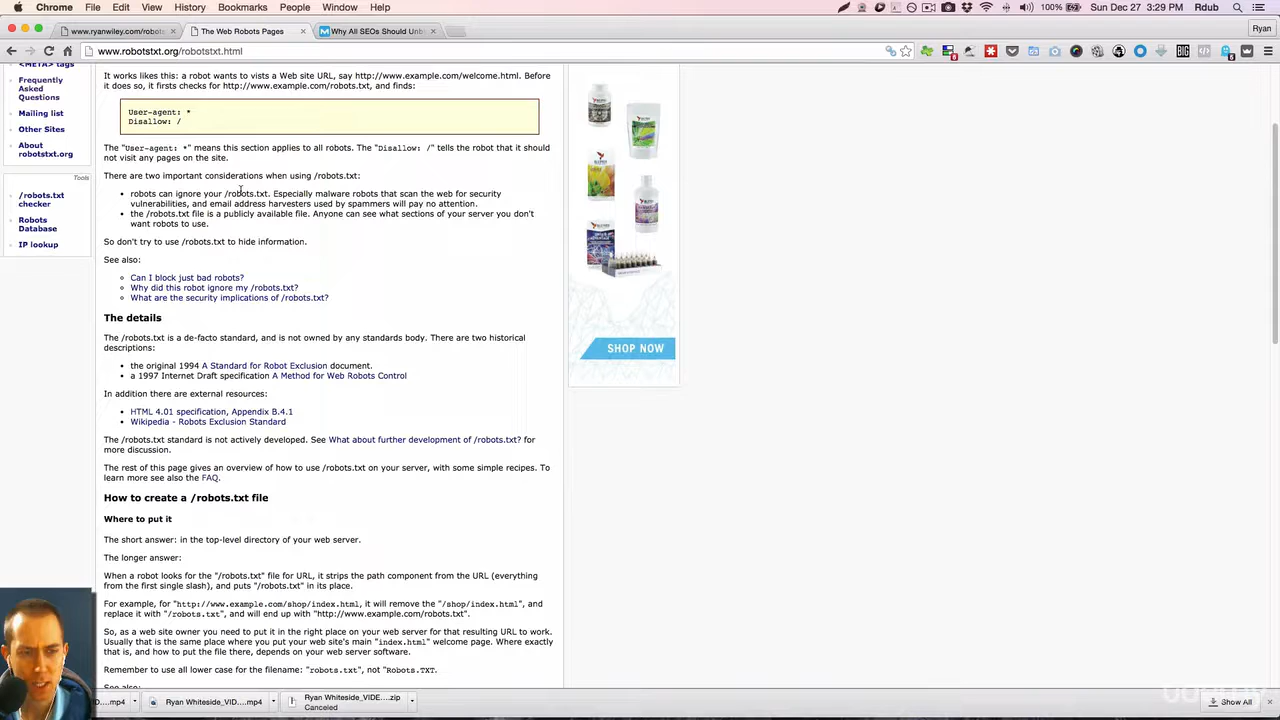 Chrome File Edit View History Bookmarks People Window Help
100% Sun Dec 27 3:29 PM Rdub
www.ryanwiley.com/robots
The Web Robots Pages
Why All SEOs Should Unb
Ryan
www.robotstxt.org/robotstxt.html
<META> tags
Frequently
Asked
Questions
Mailing list
Other Sites
About
robotstxt.org
Tools
/robots.txt
checker
Robots
Database
IP lookup
It works likes this: a robot wants to vists a Web site URL, say http://www.example.com/welcome.html. Before
it does so, it firsts checks for http://www.example.com/robots.txt, and finds:
User-agent: *
Disallow: /
The "User-agent: *" means this section applies to all robots. The "Disallow: /" tells the robot that it should
not visit any pages on the site.
There are two important considerations when using /robots.txt:
robots can ignore your /robots.txt. Especially malware robots that scan the web for security
vulnerabilities, and email address harvesters used by spammers will pay no attention.
the /robots.txt file is a publicly available file. Anyone can see what sections of your server you don't
want robots to use.
So don't try to use /robots.txt to hide information.
See also:
Can I block just bad robots?
Why did this robot ignore my /robots.txt?
What are the security implications of /robots.txt?
The details
The /robots.txt is a de-facto standard, and is not owned by any standards body. There are two historical
descriptions:
the original 1994 A Standard for Robot Exclusion document.
a 1997 Internet Draft specification A Method for Web Robots Control
In addition there are external resources:
HTML 4.01 specification, Appendix B.4.1
Wikipedia - Robots Exclusion Standard
The /robots.txt standard is not actively developed. See What about further development of /robots.txt? for
more discussion.
The rest of this page gives an overview of how to use /robots.txt on your server, with some simple recipes. To
learn more see also the FAQ.
How to create a /robots.txt file
Where to put it
The short answer: in the top-level directory of your web server.
The longer answer:
When a robot looks for the "/robots.txt" file for URL, it strips the path component from the URL (everything
from the first single slash), and puts "/robots.txt" in its place.
For example, for "http://www.example.com/shop/index.html, it will remove the "/shop/index.html", and
replace it with "/robots.txt", and will end up with "http://www.example.com/robots.txt".
So, as a web site owner you need to put it in the right place on your web server for that resulting URL to work.
Usually that is the same place where you put your web site's main "index.html" welcome page. Where exactly
that is, and how to put the file there, depends on your web server software.
Remember to use all lower case for the filename: "robots.txt", not "Robots.TXT.
See also:
SHOP NOW
D....mp4
Ryan Whiteside_VID....mp4
Ryan Whiteside_VIDE....zip
Canceled
Show All